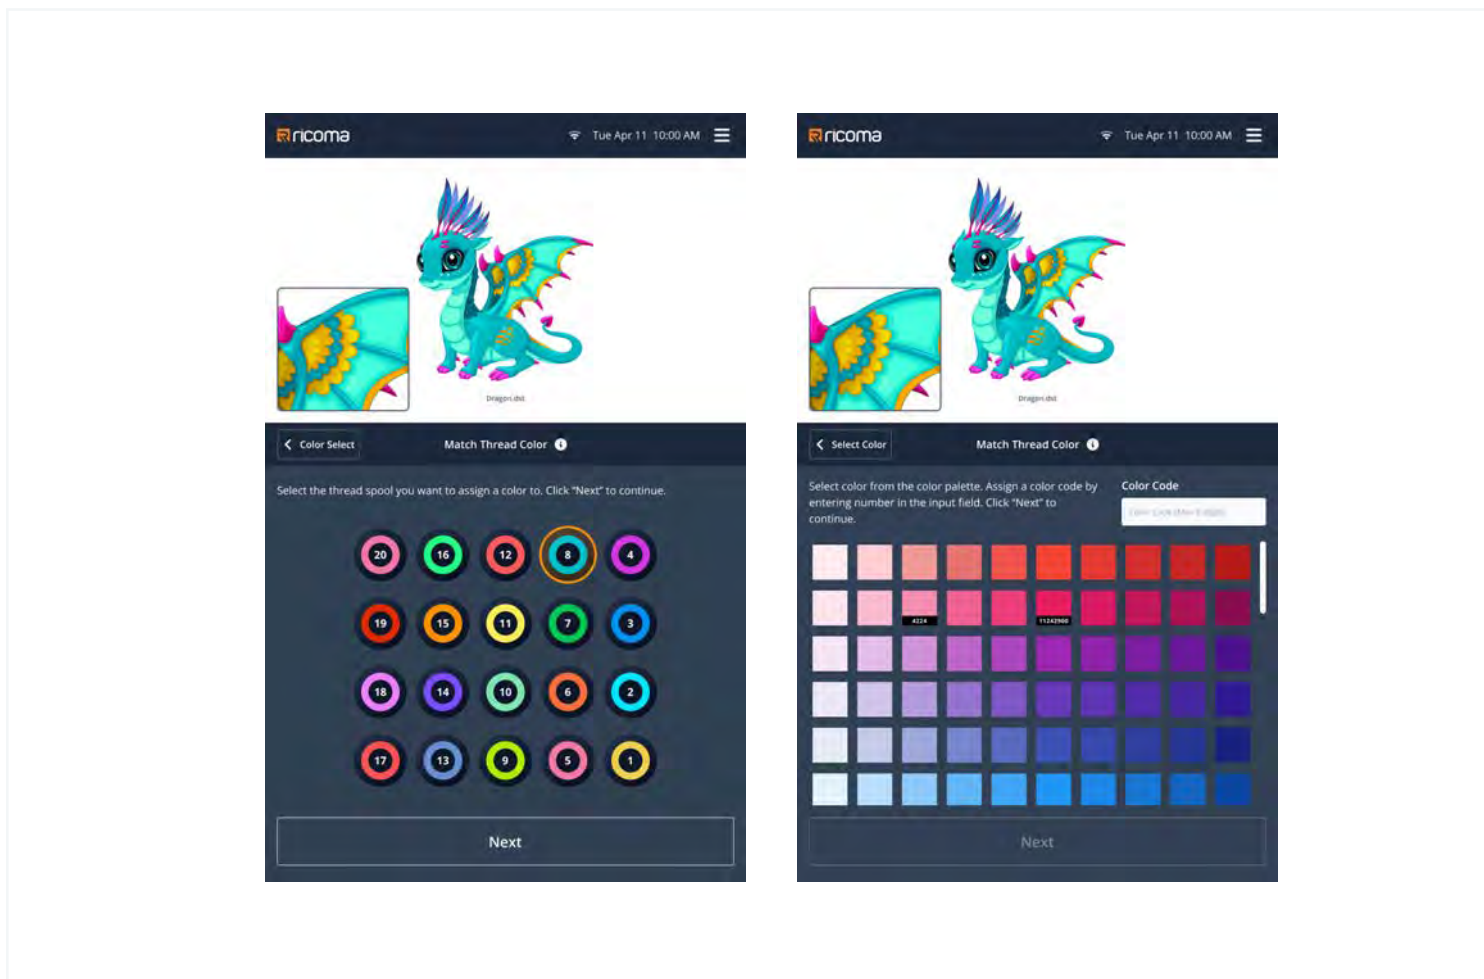 ricoma
Tue Apr 11 10:00 AM
Dragon.dst
Color Select
Match Thread Color
Select the thread spool you want to assign a color to. Click "Next" to continue.
20 16 12 8 4
19 15 11 7 3
18 14 10 6 2
17 13 9 5 1
Next
ricoma
Tue Apr 11 10:00 AM
Dragon.dst
Select Color
Match Thread Color
Select color from the color palette. Assign a color code by
entering number in the input field. Click "Next" to
continue.
Color Code
4224
11242960
Next